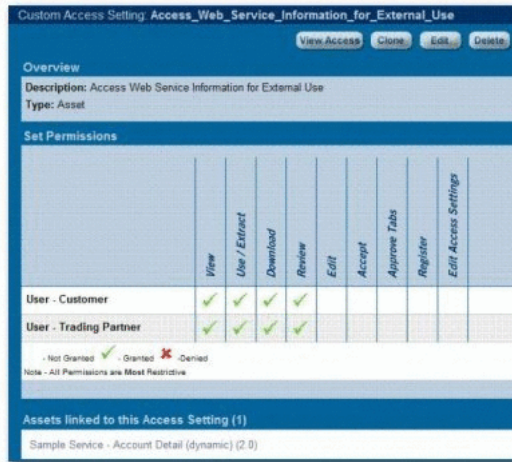 Custom Access Setting: Access_Web_Service_Information_for_External_Use
View Access Clone Edit Delete
Overview
Description: Access Web Service Information for External Use
Type: Asset
Set Permissions
View
Use / Extract
Download
Review
Edit
Accept
Approve Tabs
Register
Edit Access Settings
User - Customer
User - Trading Partner
- Not Granted - Granted -Denied
Note - All Permissions are Most Restrictive
Assets linked to this Access Setting (1)
Sample Service - Account Detail (dynamic) (2.0)